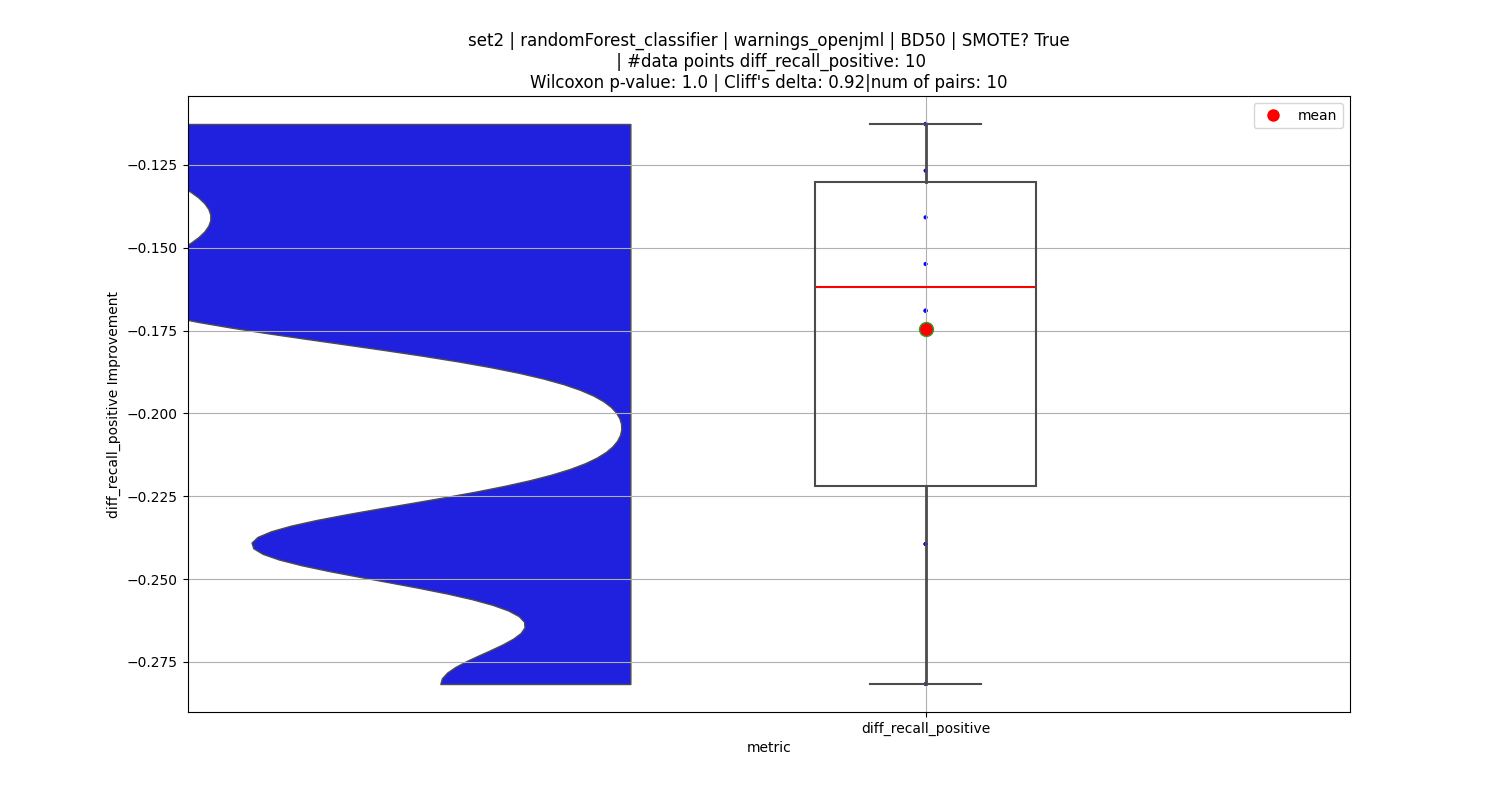 set2 | randomForest_classifier | warnings_openjml | BD50 | SMOTE? True
| #data points diff_recall_positive: 10
Wilcoxon p-value: 1.0 | Cliff's delta: 0.92|num of pairs: 10
mean
−0.125
−0.150
−0.175
−0.200
−0.225
−0.250
−0.275
diff_recall_positive Improvement
diff_recall_positive
metric